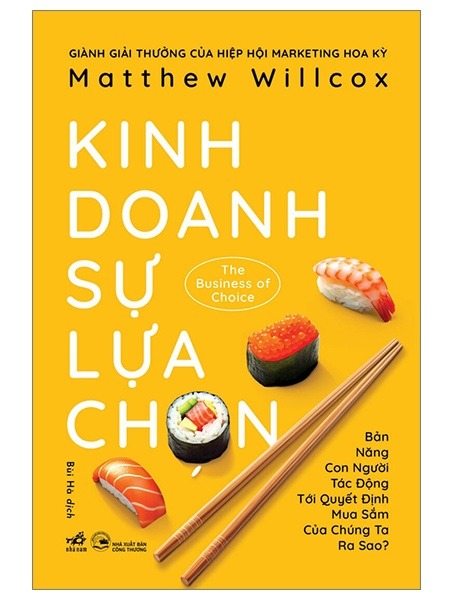 GIÀNH GIẢI THƯỞNG CỦA HIỆP HỘI MARKETING HOA KỲ
Matthew Willcox
KINH
DOANH
SỰ
LỰA
CHỌN
The
Business of
Choice
Bản
Năng
Con Người
Tác Động
Tới Quyết Định
Mua Sắm
Của Chúng Ta
Ra Sao?
Bùi Hà dịch
nhã nam
NHÀ XUẤT BẢN
CÔNG THƯƠNG